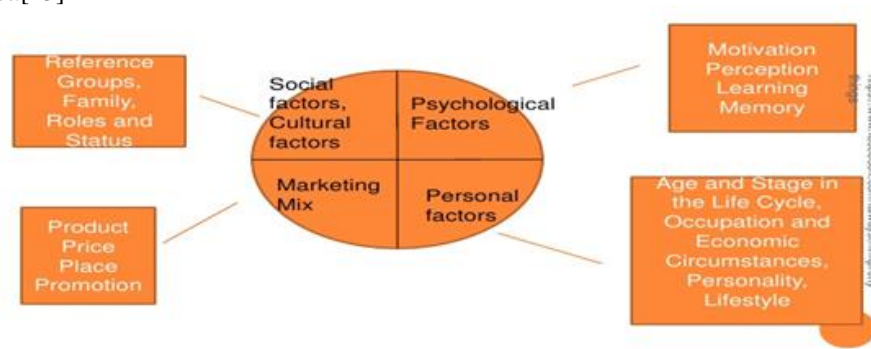 Reference
Groups,
Family,
Roles and
Status
Social
factors,
Cultural
factors
Psychological
Factors
Motivation
Perception
Learning
Memory
Marketing
Mix
Personal
factors
Product
Price
Place
Promotion
Age and Stage in
the Life Cycle,
Occupation and
Economic
Circumstances,
Personality,
Lifestyle
things